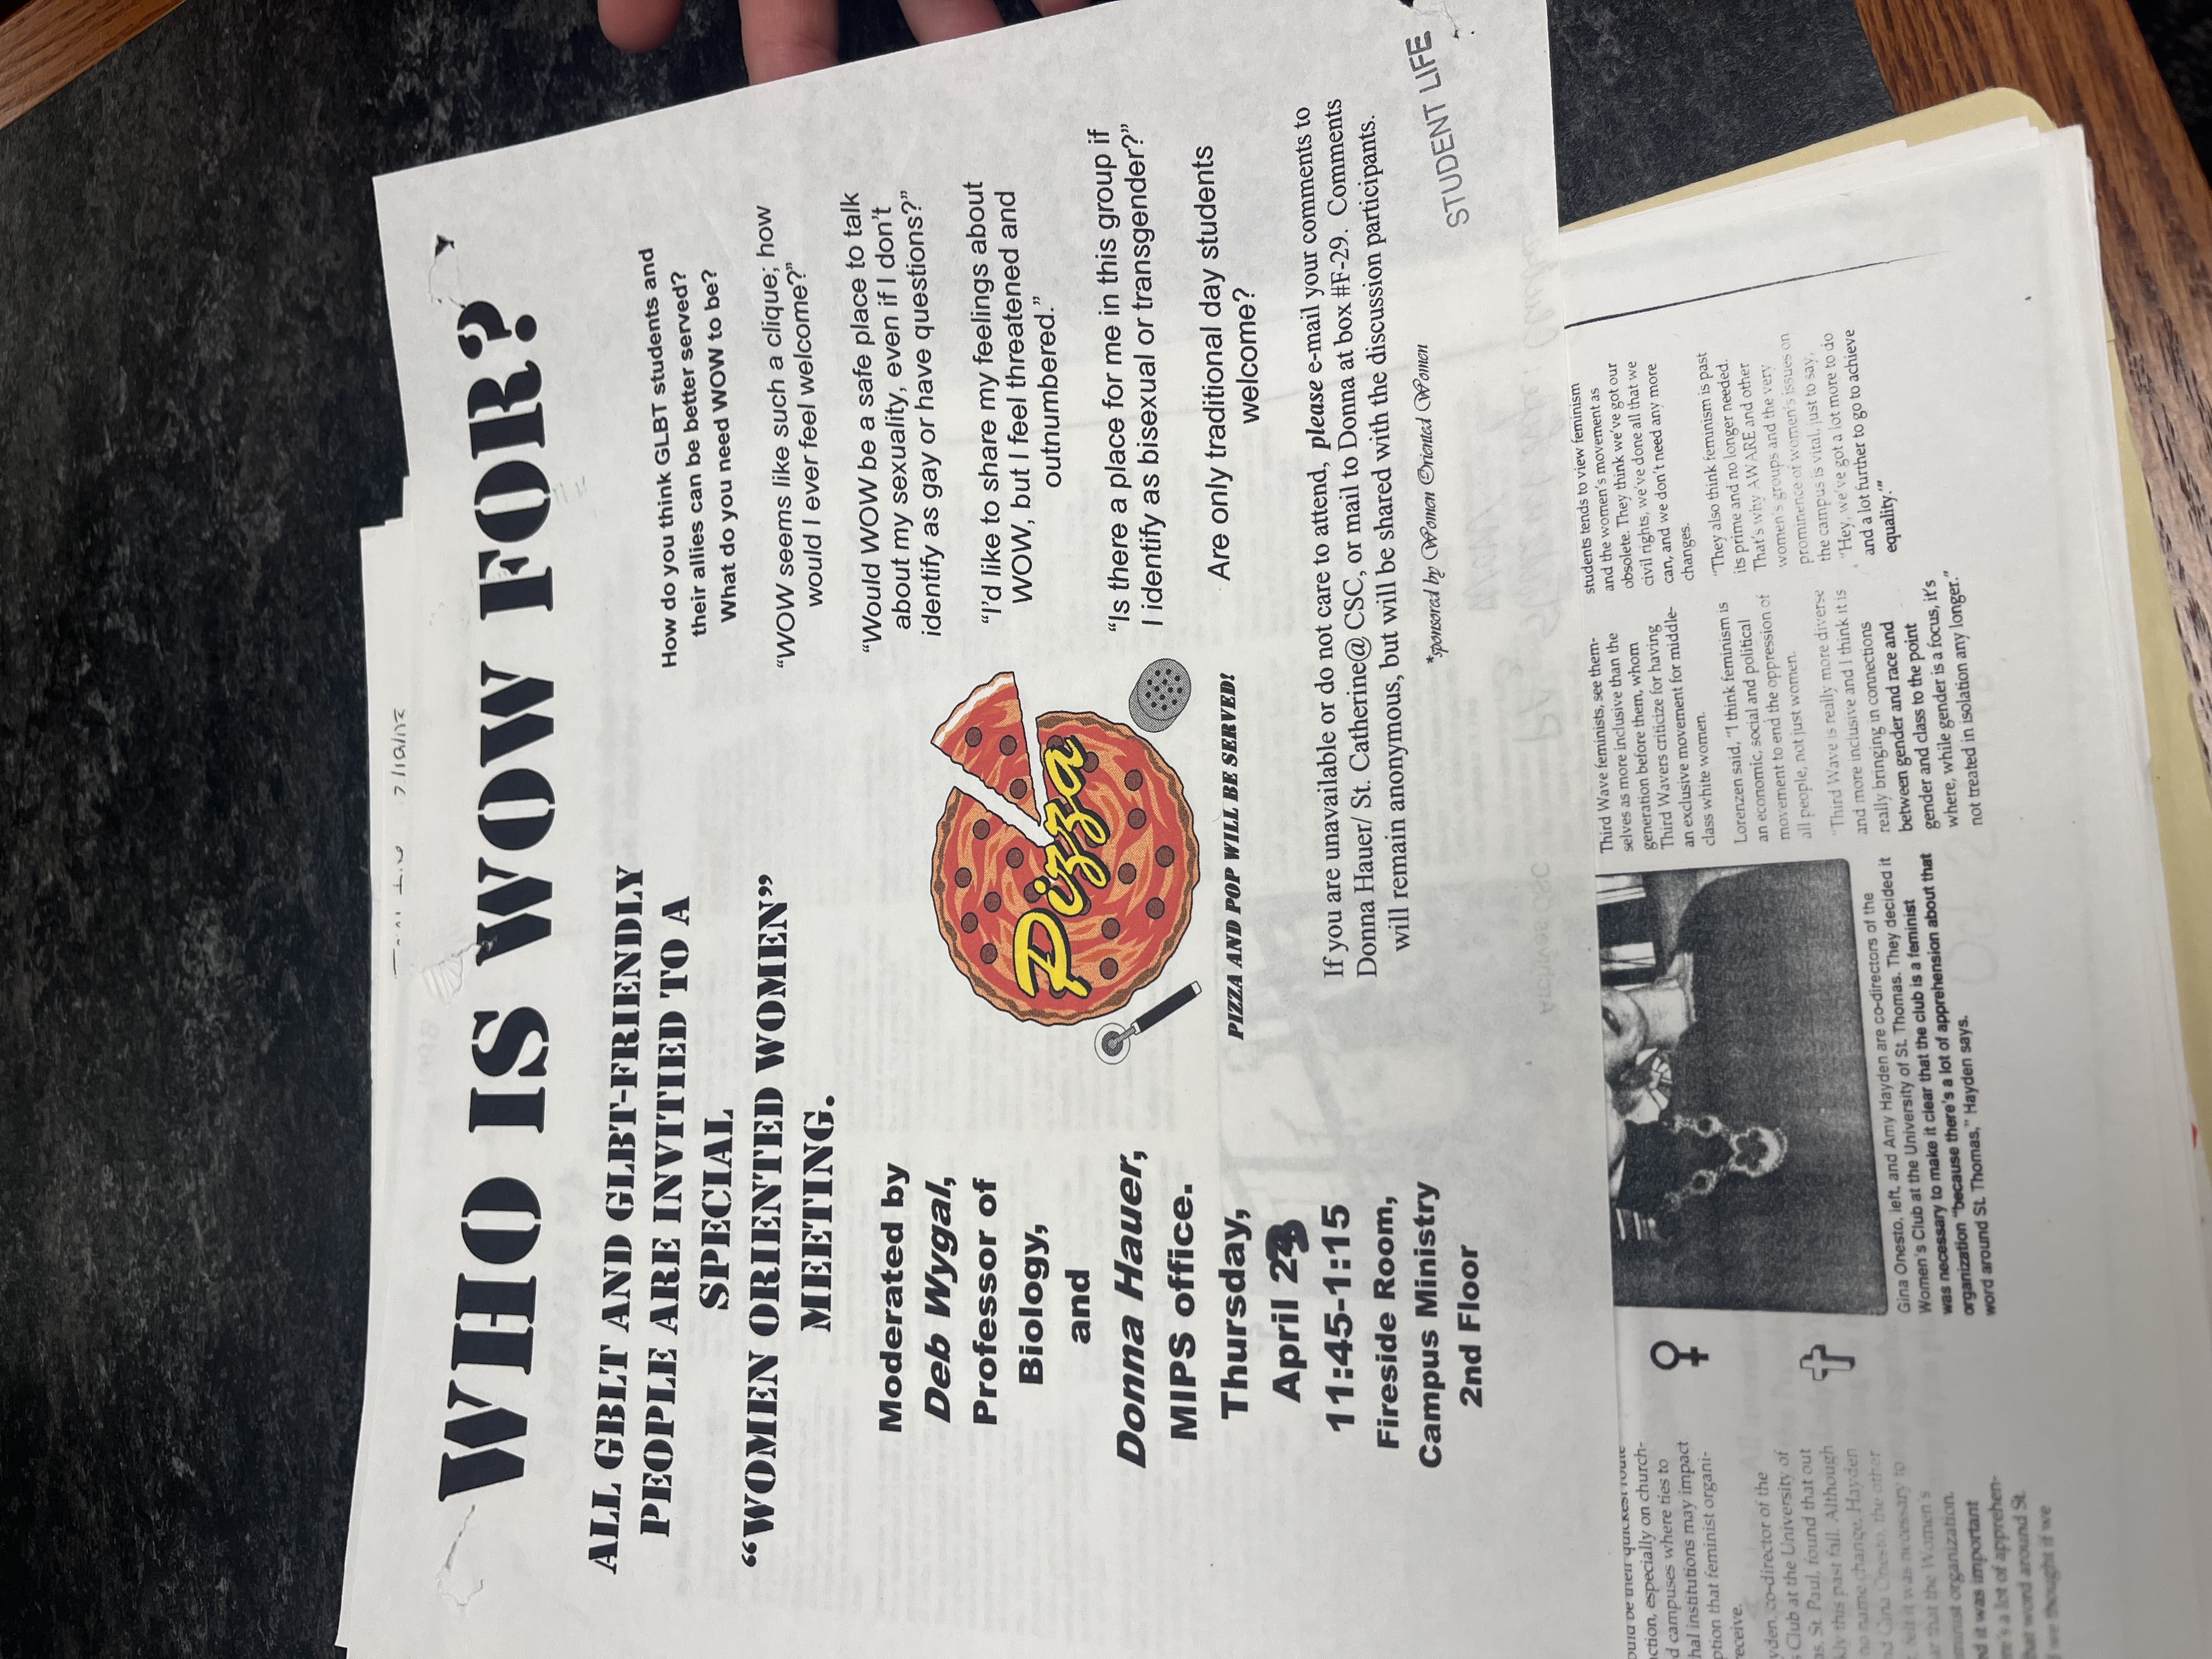 2/19/03
WHO IS WOW FOR?
ALL GBLT AND GLBT-FRIENDLY
PEOPLE ARE INVITIED TO A
SPECIAL
“WOMEN ORIENTED WOMEN”
MEETING.
Moderated by
Deb Wygal,
Professor of
Biology,
and
Donna Hauer,
MIPS office.
Thursday,
April 23
11:45-1:15
Fireside Room,
Campus Ministry
2nd Floor
Pizza
PIZZA AND POP WILL BE SERVED!
How do you think GLBT students and
their allies can be better served?
What do you need WOW to be?
“WOW seems like such a clique; how
would I ever feel welcome?”
“Would WOW be a safe place to talk
about my sexuality, even if I don’t
identify as gay or have questions?”
“I’d like to share my feelings about
WOW, but I feel threatened and
outnumbered.”
“Is there a place for me in this group if
I identify as bisexual or transgender?”
Are only traditional day students
welcome?
If you are unavailable or do not care to attend, please e-mail your comments to
Donna Hauer/ St. Catherine@ CSC, or mail to Donna at box #F-29. Comments
will remain anonymous, but will be shared with the discussion participants.
*sponsored by Women Oriented Women
STUDENT LIFE
Archives CSC
be their quickest route
ction, especially on church-
d campuses where ties to
hal institutions may impact
ption that feminist organi-
receive.
yden, co-director of the
s Club at the University of
as, St. Paul, found that out
kly this past fall. Although
no name change, Hayden
nd Gina Onesto, the other
r, felt it was necessary to
ar that the Women’s
eminist organization.
ed it was important
ere’s a lot of apprehen-
that word around St.
d we thought if we
Gina Onesto, left, and Amy Hayden are co-directors of the
Women’s Club at the University of St. Thomas. They decided it
was necessary to make it clear that the club is a feminist
organization “because there’s a lot of apprehension about that
word around St. Thomas,” Hayden says.
Third Wave feminists, see them-
selves as more inclusive than the
generation before them, whom
Third Wavers criticize for having
an exclusive movement for middle-
class white women.
Lorenzen said, “I think feminism is
an economic, social and political
movement to end the oppression of
all people, not just women.
“Third Wave is really more diverse
and more inclusive and I think it is
really bringing in connections
between gender and race and
gender and class to the point
where, while gender is a focus, it’s
not treated in isolation any longer.”
students tends to view feminism
and the women’s movement as
obsolete. They think we’ve got our
civil rights, we’ve done all that we
can, and we don’t need any more
changes.
“They also think feminism is past
its prime and no longer needed.
That’s why AWARE and other
women’s groups and the very
prominence of women’s issues on
the campus is vital, just to say,
“Hey, we’ve got a lot more to do
and a lot further to go to achieve
equality.’”